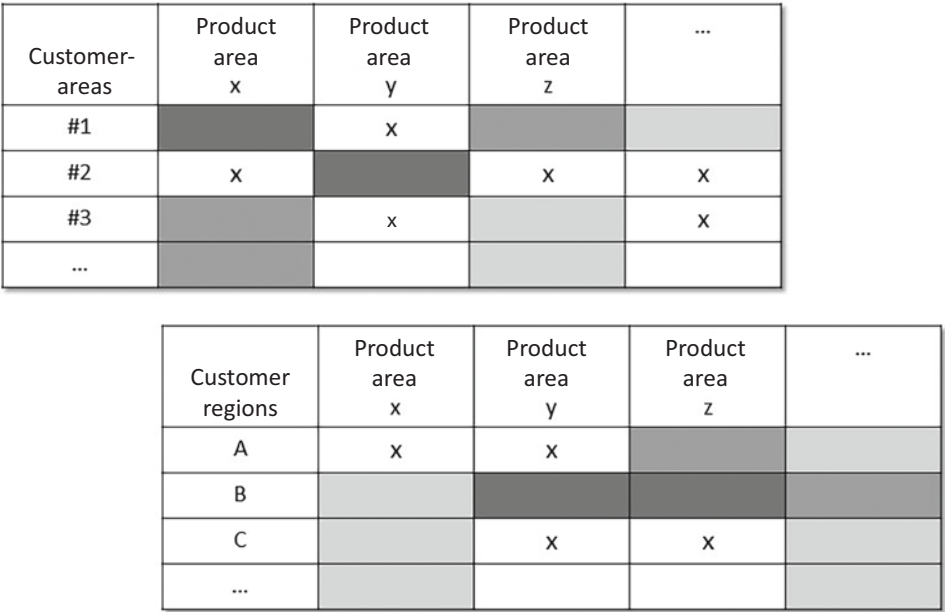 Customer-areas Product area x Product area y Product area z ...
#1 x
#2 x x x
#3 x x
...
Customer regions Product area x Product area y Product area z ...
A x x
B
C x x
...